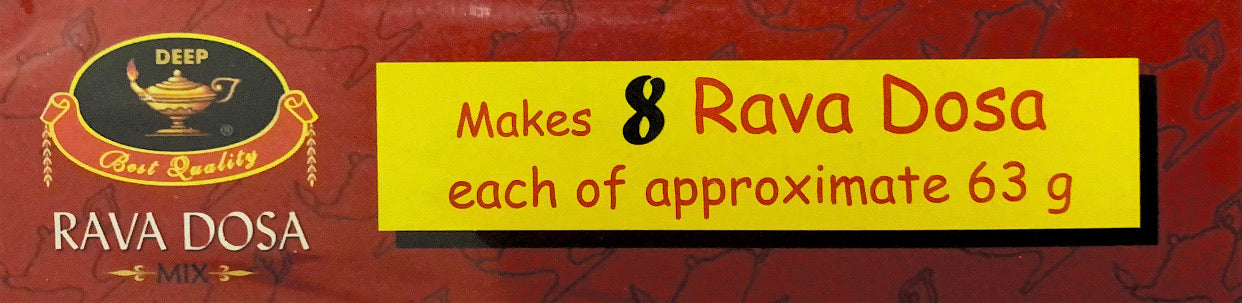 DEEP
®
Best Quality
RAVA DOSA
MIX
Makes 8 Rava Dosa
each of approximate 63 g